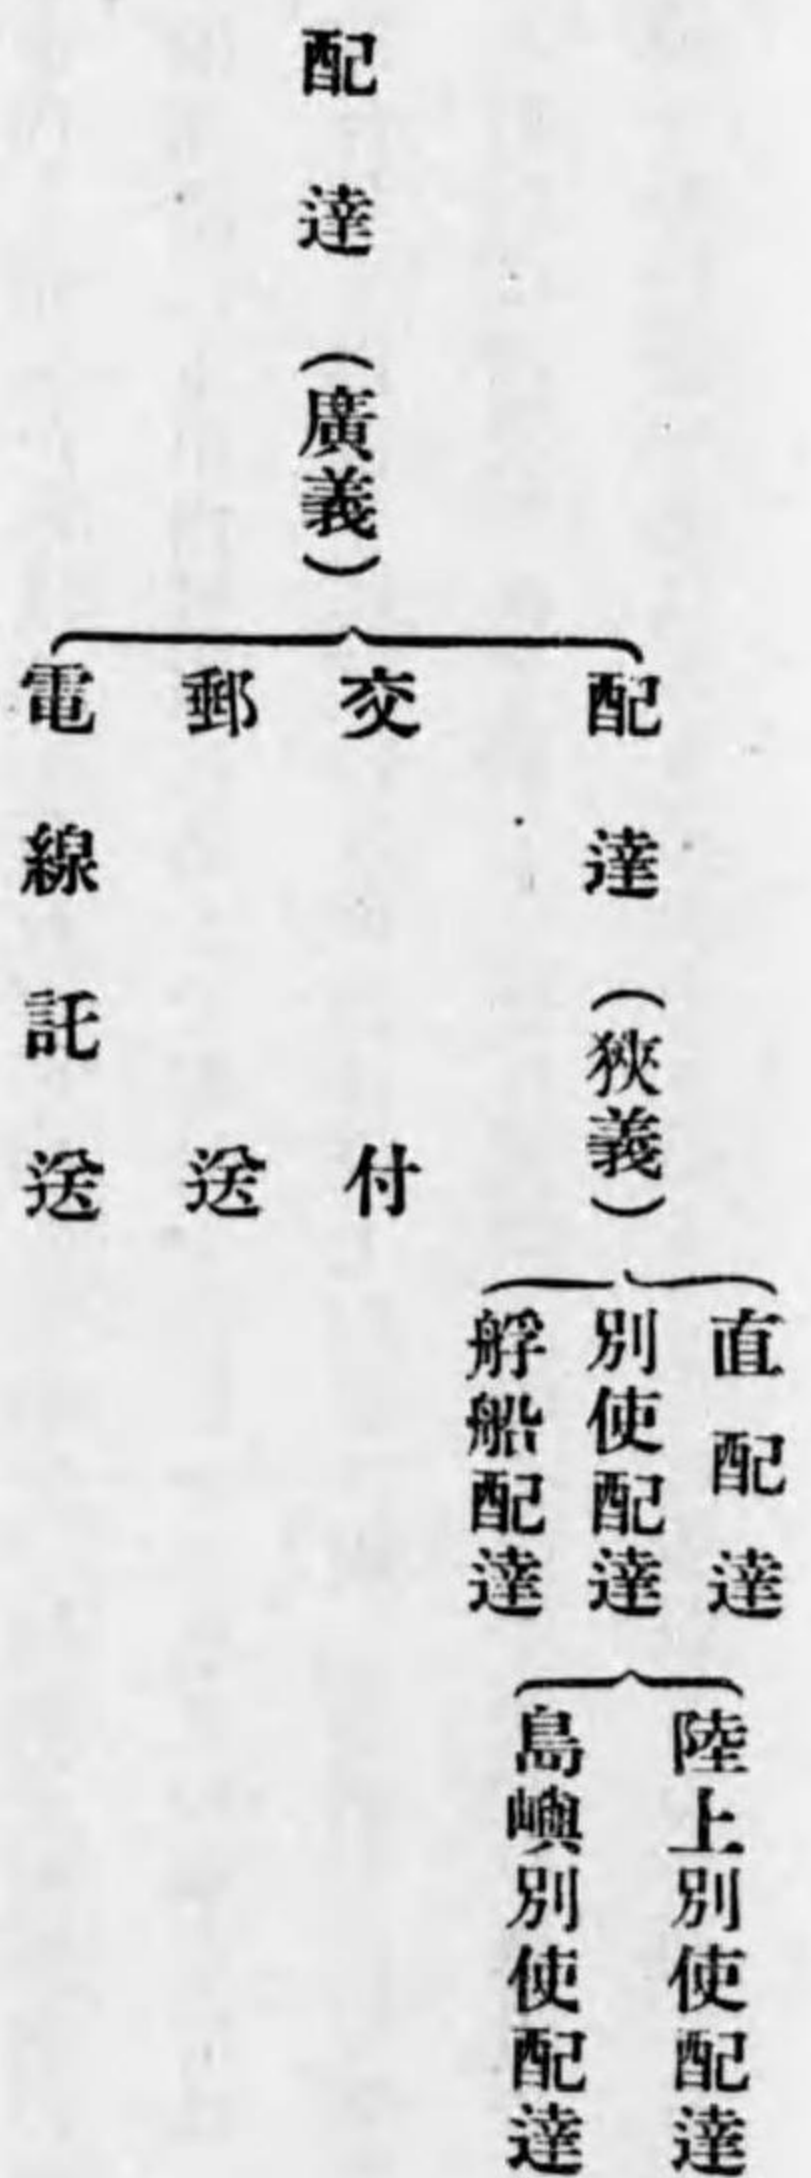 配達(廣義)
配達(狹義)
直配達
別使配達
陸上別使配達
島嶼別使配達
艀船配達
交付
郵送
電線託送